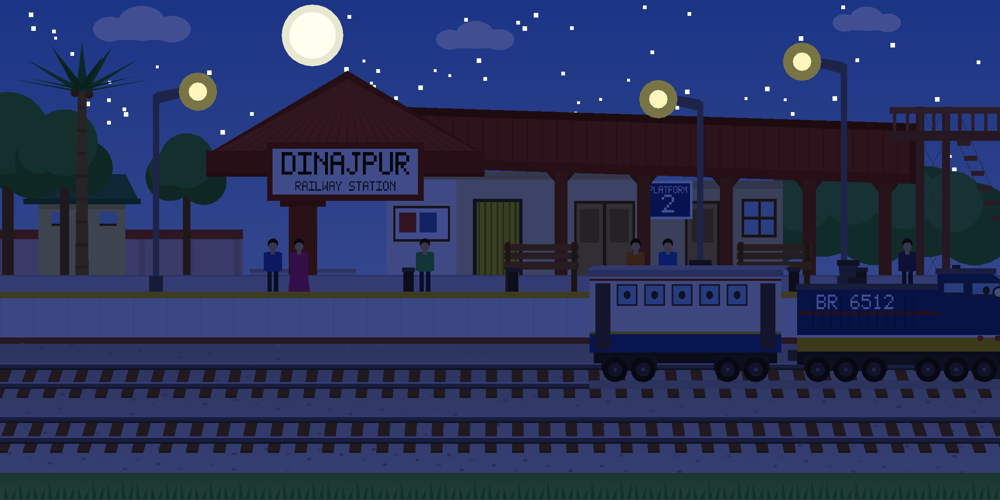 DINAJPUR
RAILWAY STATION
PLATFORM
2
BR 6512